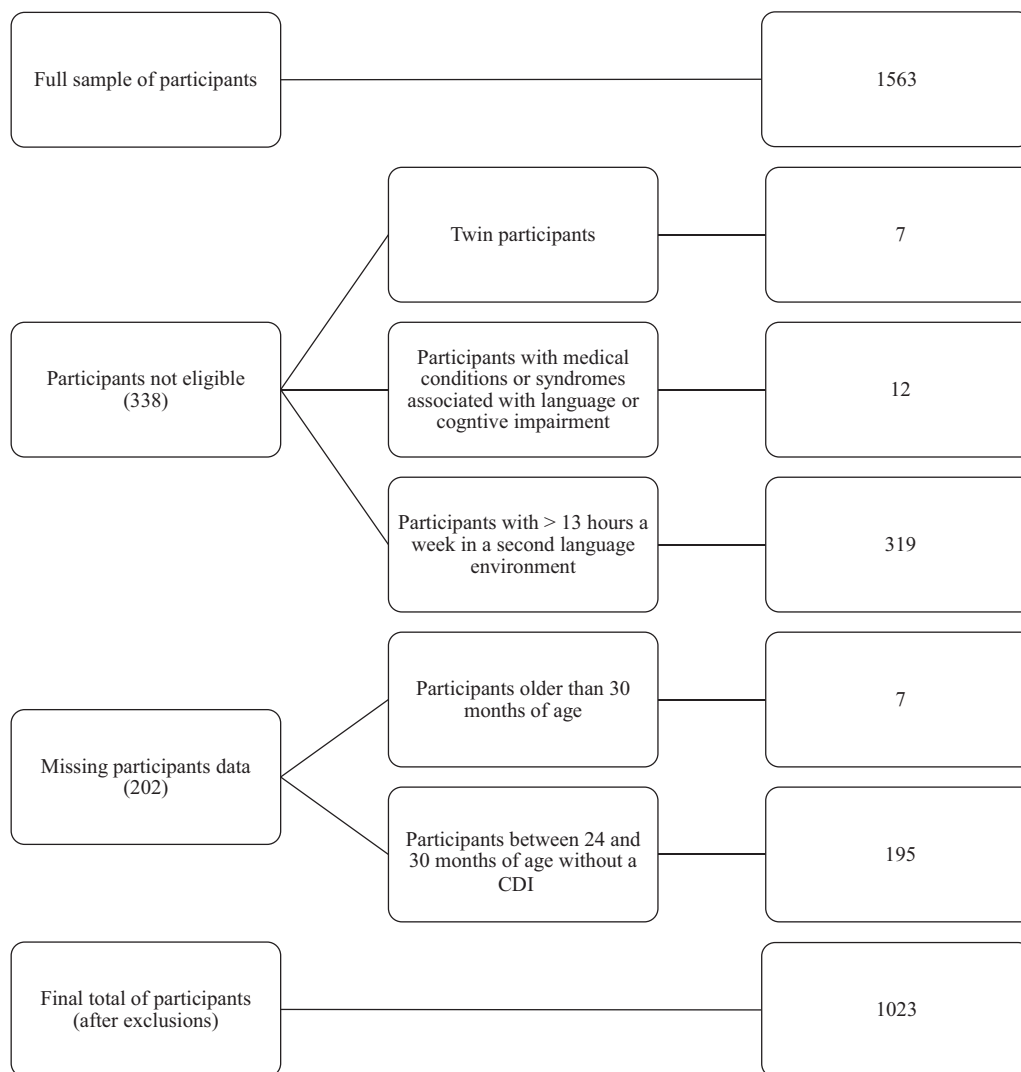 Full sample of participants
1563
Twin participants
7
Participants not eligible
(338)
Participants with medical
conditions or syndromes
associated with language or
cogntive impairment
12
Participants with > 13 hours a
week in a second language
environment
319
Participants older than 30
months of age
7
Missing participants data
(202)
Participants between 24 and
30 months of age without a
CDI
195
Final total of participants
(after exclusions)
1023